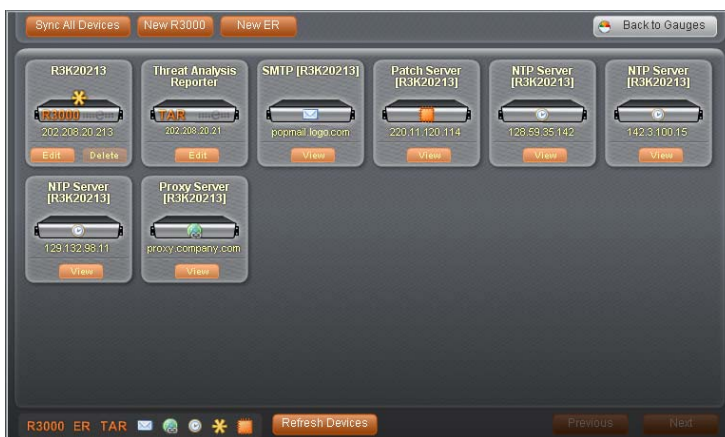 Sync All Devices New R3000 New ER Back to Gauges
R3K20213
R3000
202.208.20.213
Edit Delete
Threat Analysis
Reporter
TAR
202.208.20.21
Edit
SMTP [R3K20213]
popmail.logo.com
View
Patch Server
[R3K20213]
220.11.120.114
View
NTP Server
[R3K20213]
128.59.35.142
View
NTP Server
[R3K20213]
142.3.100.15
View
NTP Server
[R3K20213]
129.132.98.11
View
Proxy Server
[R3K20213]
proxy.company.com
View
R3000 ER TAR Refresh Devices Previous Next